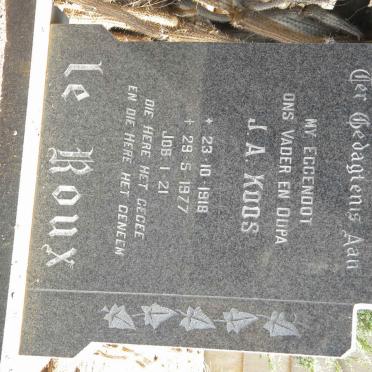 Ter Gedagtenis Aan
MY EGGENOOT
ONS VADER EN OUPA
J. A. KOOS
* 23·10·1918
+ 29·5·1977
JOB 1·21
DIE HERE HET GEGEE
EN DIE HERE HET GENEEM
le Roux